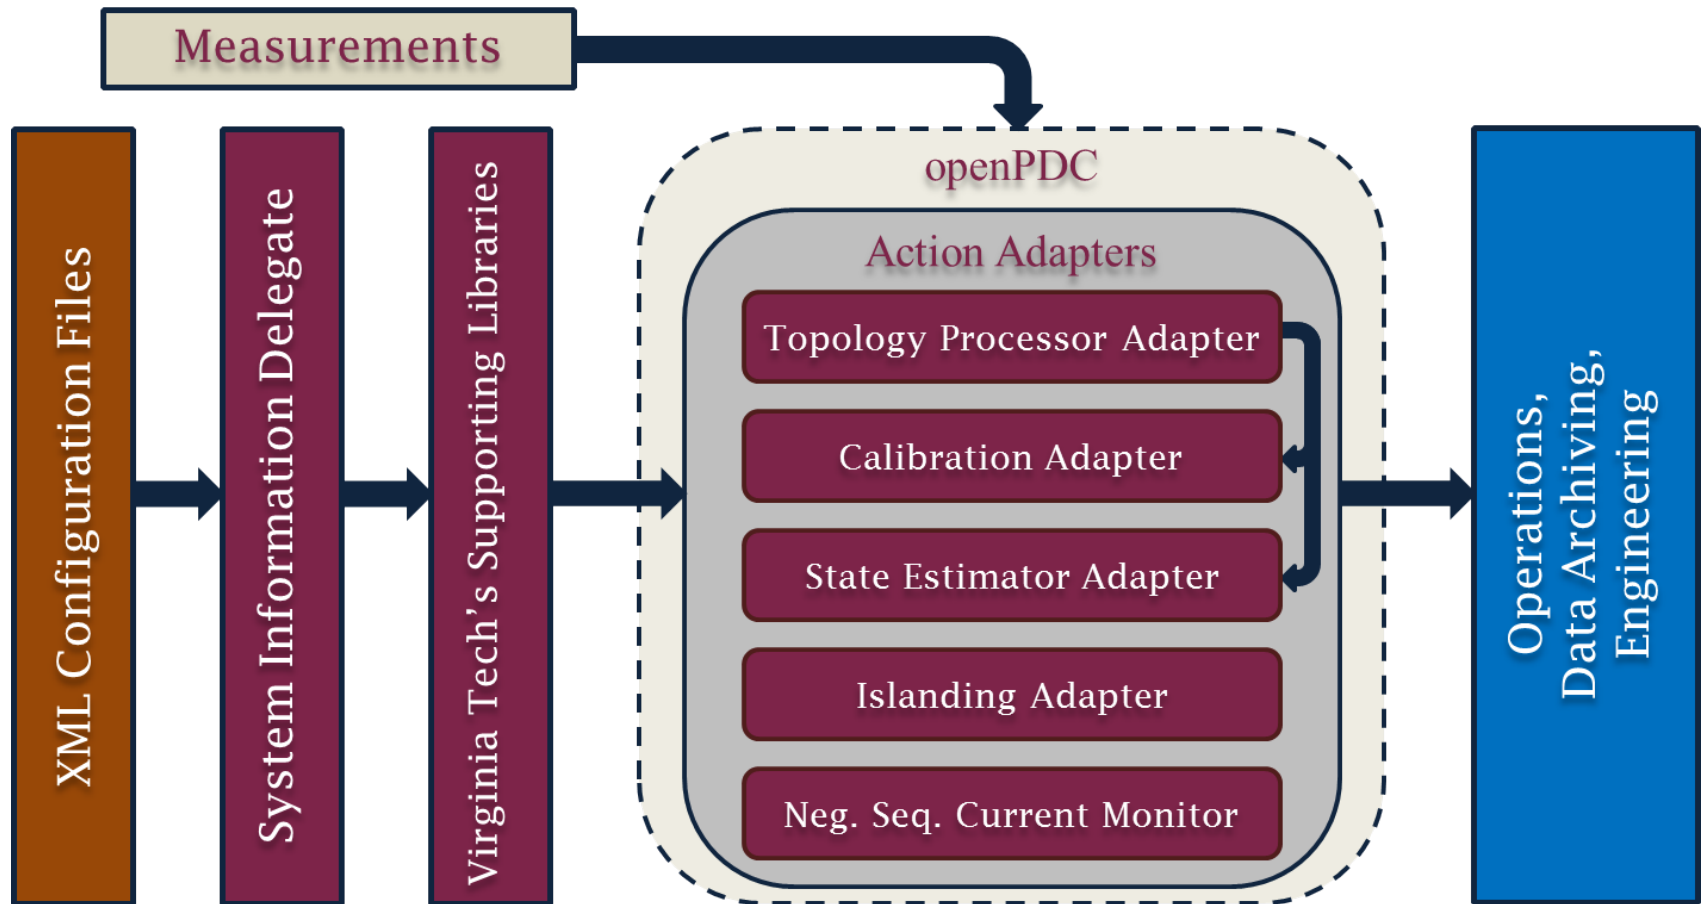 Measurements
XML Configuration Files
System Information Delegate
Virginia Tech's Supporting Libraries
openPDC
Action Adapters
Topology Processor Adapter
Calibration Adapter
State Estimator Adapter
Islanding Adapter
Neg. Seq. Current Monitor
Operations,
Data Archiving,
Engineering